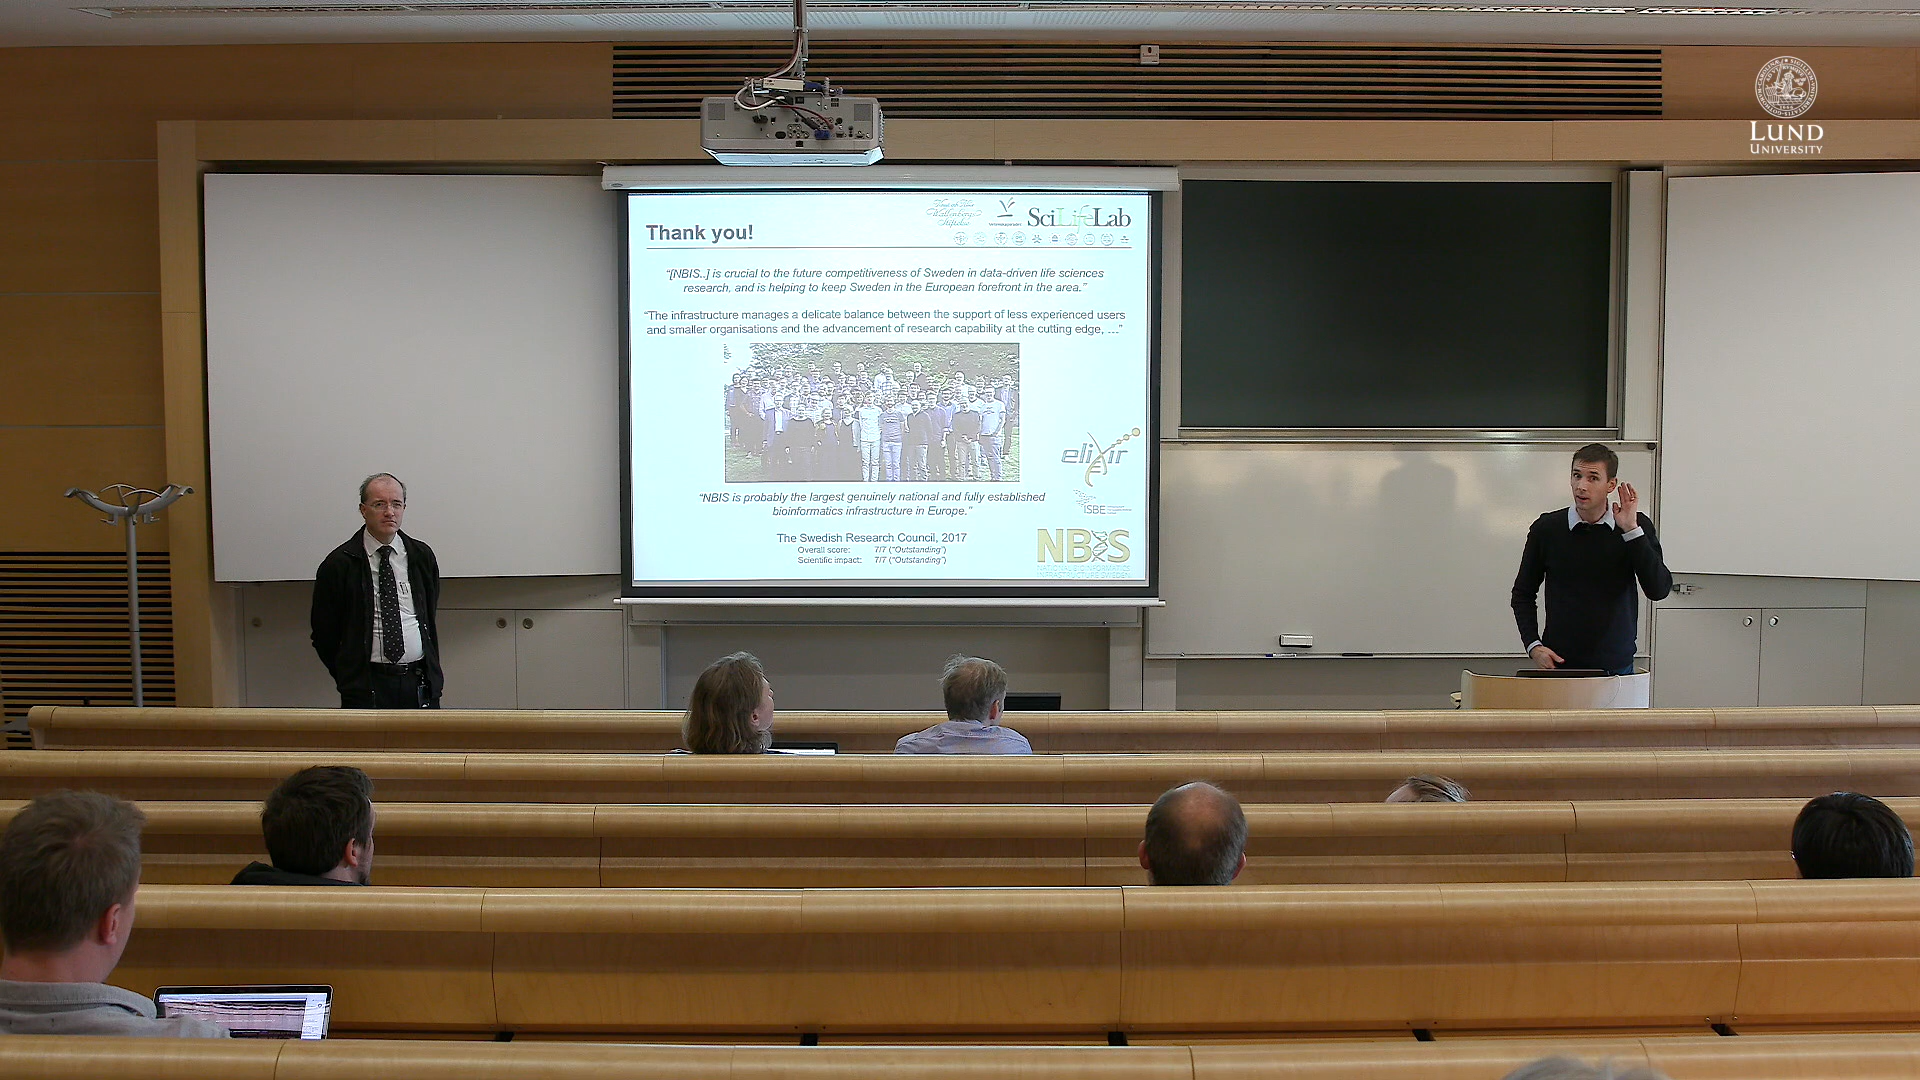 LUND
UNIVERSITY
SciLifeLab
Thank you!
"[NBIS..] is crucial to the future competitiveness of Sweden in data-driven life sciences
research, and is helping to keep Sweden in the European forefront in the area."
"The infrastructure manages a delicate balance between the support of less experienced users
and smaller organisations and the advancement of research capability at the cutting edge, ..."
elixir
ISBE
"NBIS is probably the largest genuinely national and fully established
bioinformatics infrastructure in Europe."
The Swedish Research Council, 2017
Overall score: 7/7 ("Outstanding")
Scientific impact: 7/7 ("Outstanding")
NBIS
NATIONAL BIOINFORMATICS
INFRASTRUCTURE SWEDEN